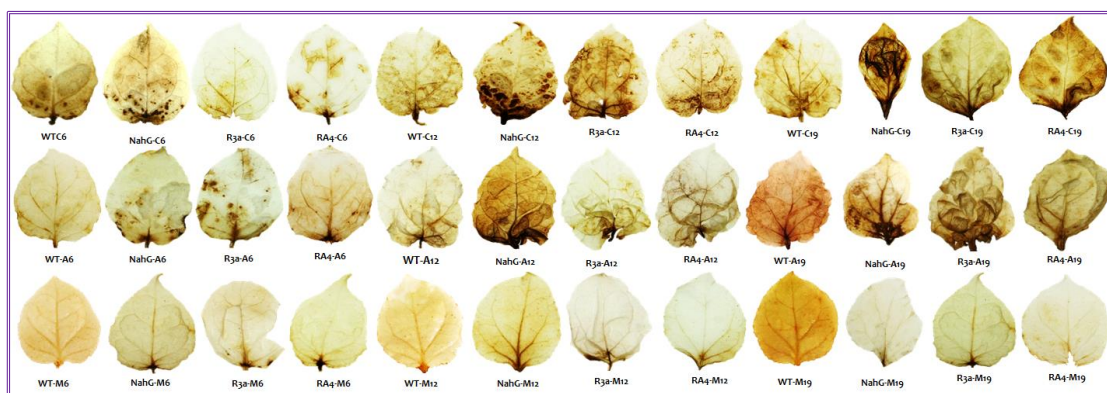 WTC6 NahG-C6 R3a-C6 RA4-C6 WT-C12 NahG-C12 R3a-C12 RA4-C12 WT-C19 NahG-C19 R3a-C19 RA4-C19
WT-A6 NahG-A6 R3a-A6 RA4-A6 WT-A12 NahG-A12 R3a-A12 RA4-A12 WT-A19 NahG-A19 R3a-A19 RA4-A19
WT-M6 NahG-M6 R3a-M6 RA4-M6 WT-M12 NahG-M12 R3a-M12 RA4-M12 WT-M19 NahG-M19 R3a-M19 RA4-M19